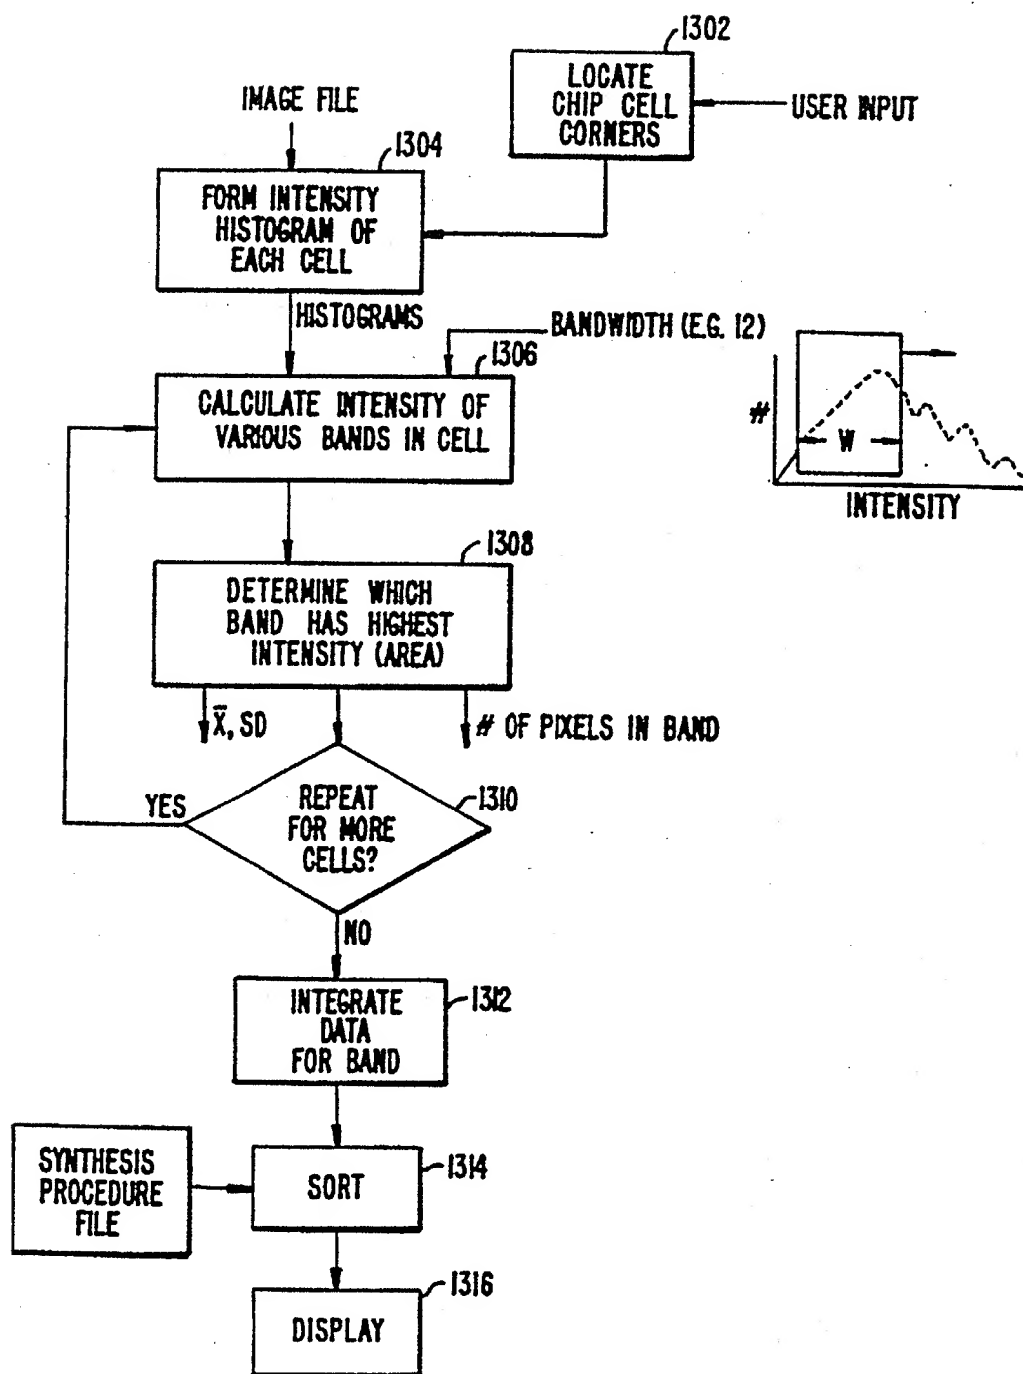 1302
LOCATE
CHIP CELL
CORNERS
USER INPUT
IMAGE FILE
1304
FORM INTENSITY
HISTOGRAM OF
EACH CELL
HISTOGRAMS
BANDWIDTH (E.G. 12)
1306
CALCULATE INTENSITY OF
VARIOUS BANDS IN CELL
#
W
INTENSITY
1308
DETERMINE WHICH
BAND HAS HIGHEST
INTENSITY (AREA)
X̄, SD
# OF PIXELS IN BAND
YES
REPEAT
FOR MORE
CELLS?
1310
NO
INTEGRATE
DATA
FOR BAND
1312
SYNTHESIS
PROCEDURE
FILE
SORT
1314
DISPLAY
1316